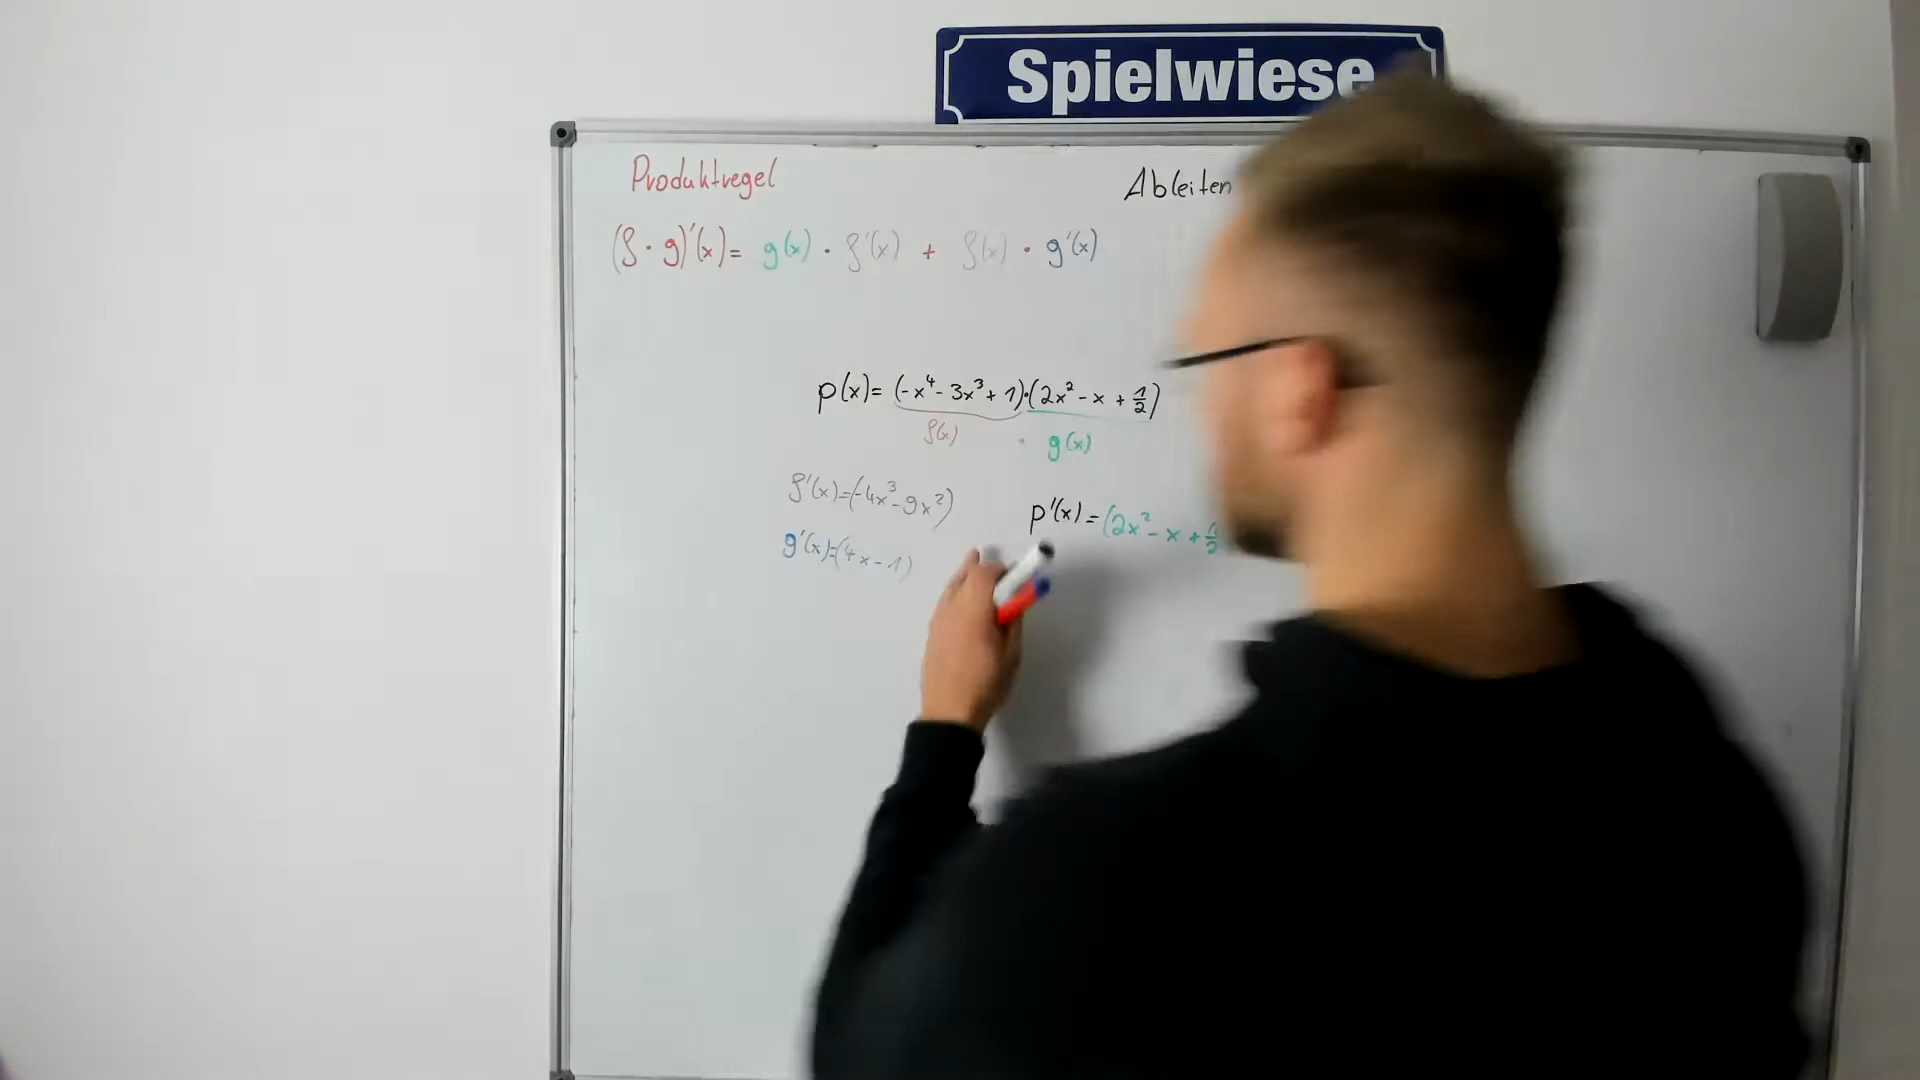 Spielwiese
Produktregel
Ableiten
(f · g)'(x) = g(x) · f'(x) + f(x) · g'(x)
p(x) = (-x⁴ - 3x³ + 1)·(2x² - x + 1/2)
f(x) · g(x)
f'(x)=(-4x³ - 9x²)
g'(x)=(4x - 1)
p'(x) = (2x² - x + 1/2